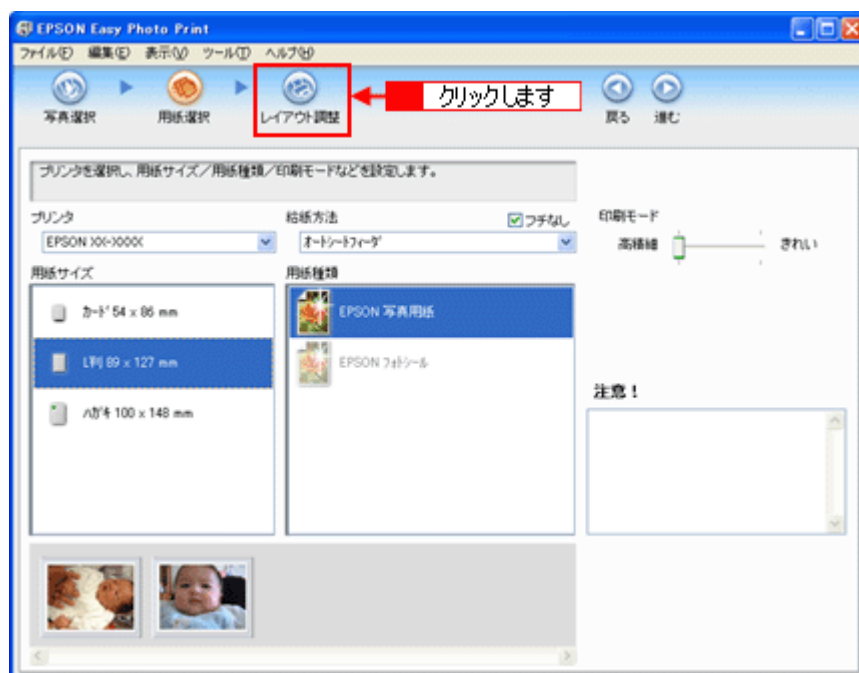 EPSON Easy Photo Print
ファイル(F) 編集(E) 表示(V) ツール(T) ヘルプ(H)
写真選択 用紙選択 レイアウト調整 クリックします 戻る 進む
プリンタを選択し、用紙サイズ/用紙種類/印刷モードなどを設定します。
プリンタ 給紙方法 フチなし 印刷モード
EPSON XX-XXXX オートシートフィーダ 高精細 きれい
用紙サイズ 用紙種類
カード 54 x 86 mm EPSON 写真用紙
L判 89 x 127 mm EPSON フォトシール
ハガキ 100 x 148 mm
注意！